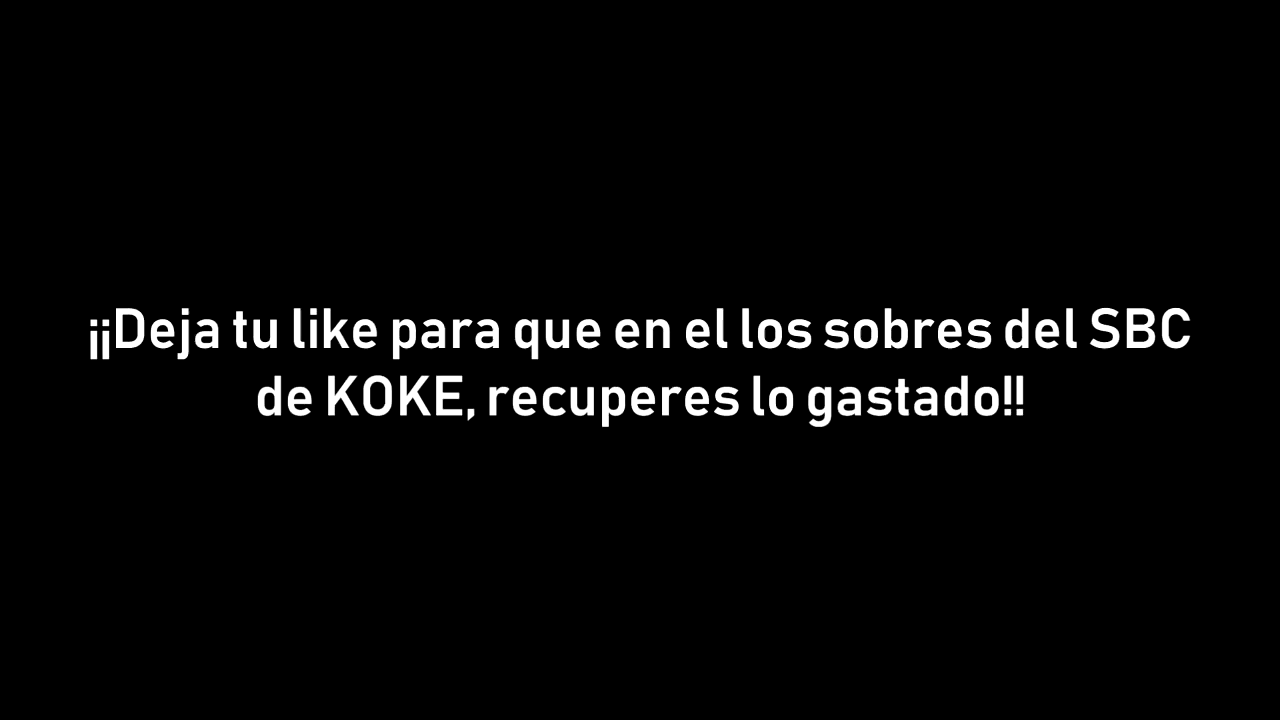 ¡¡Deja tu like para que en el los sobres del SBC
de KOKE, recuperes lo gastado!!